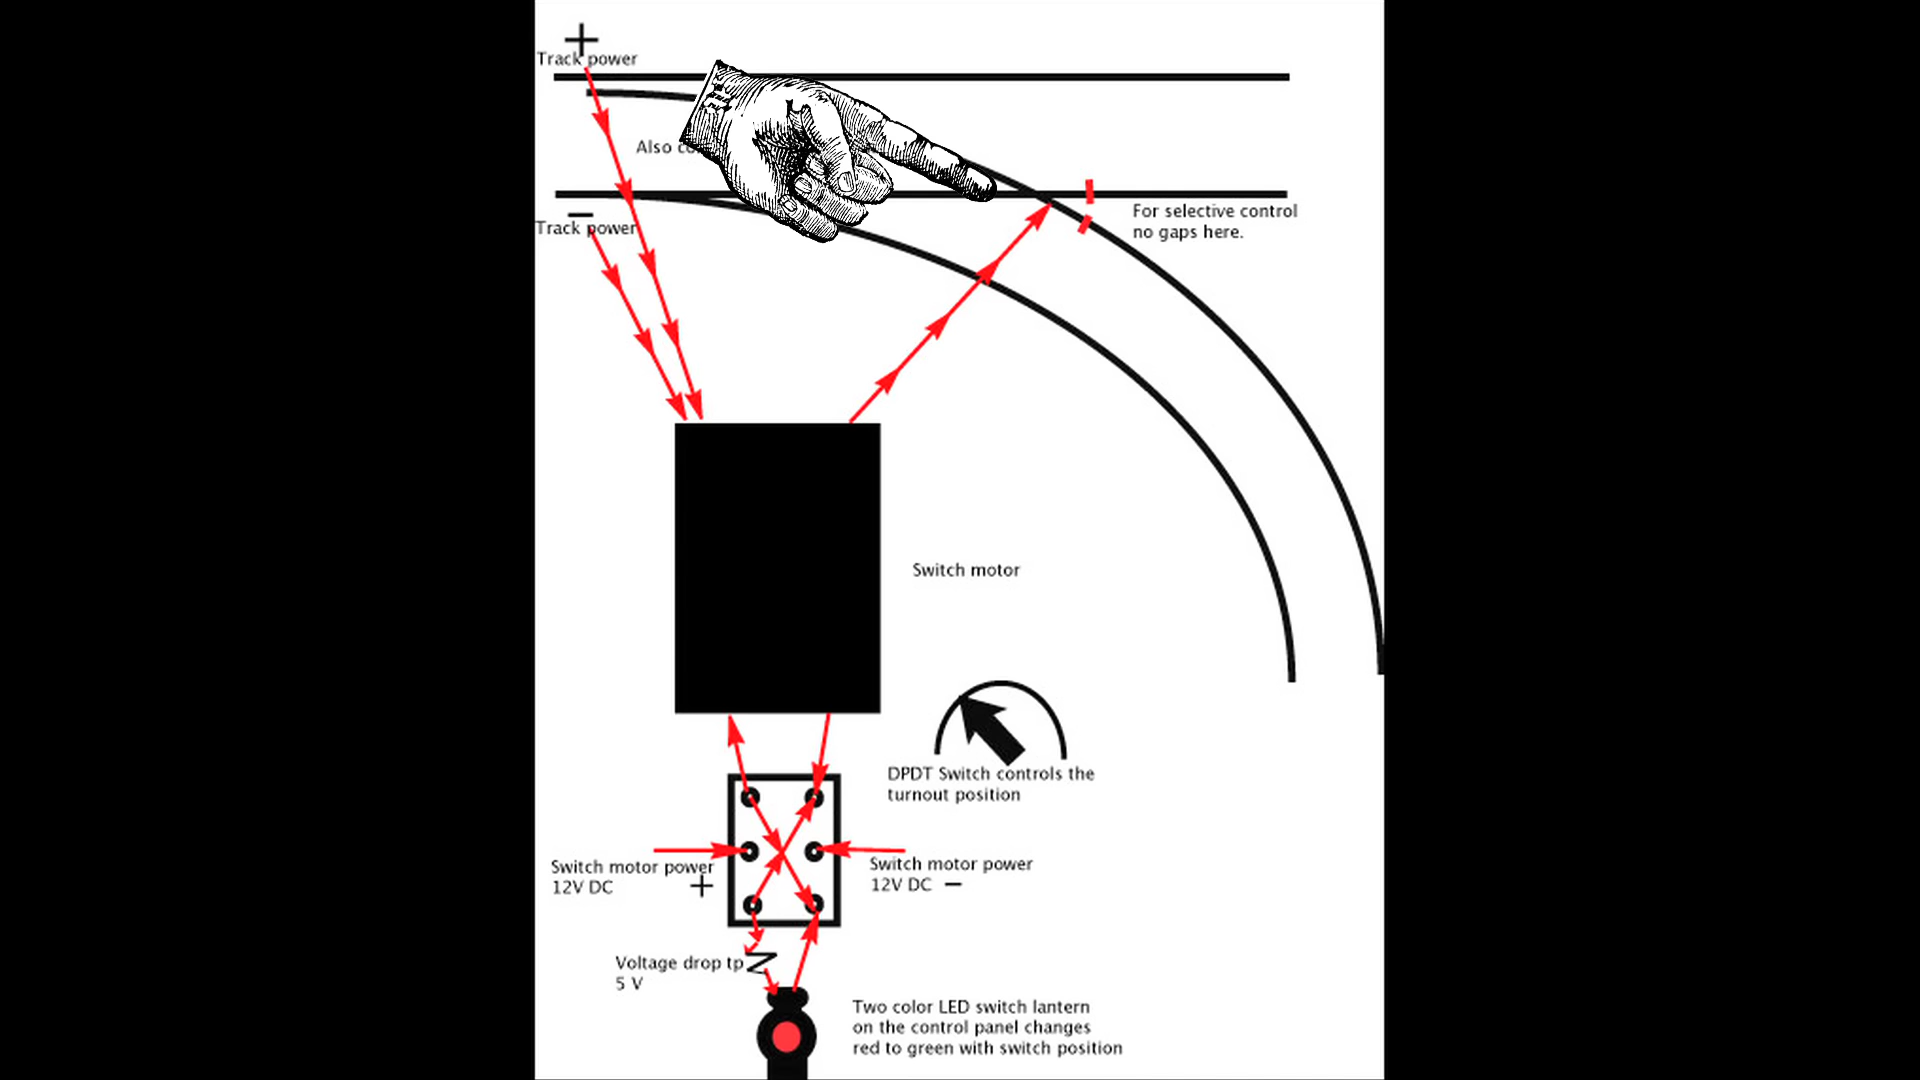 +
Track power
Also
−
Track power
For selective control
no gaps here.
Switch motor
DPDT Switch controls the
turnout position
Switch motor power
12V DC +
Switch motor power
12V DC −
Voltage drop tp
5 V
Two color LED switch lantern
on the control panel changes
red to green with switch position